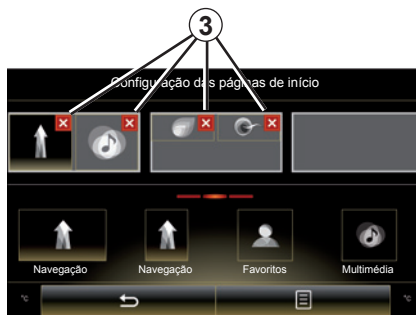 3
Configuração das páginas de início
Navegação
Navegação
Favoritos
Multimédia
°C
°C